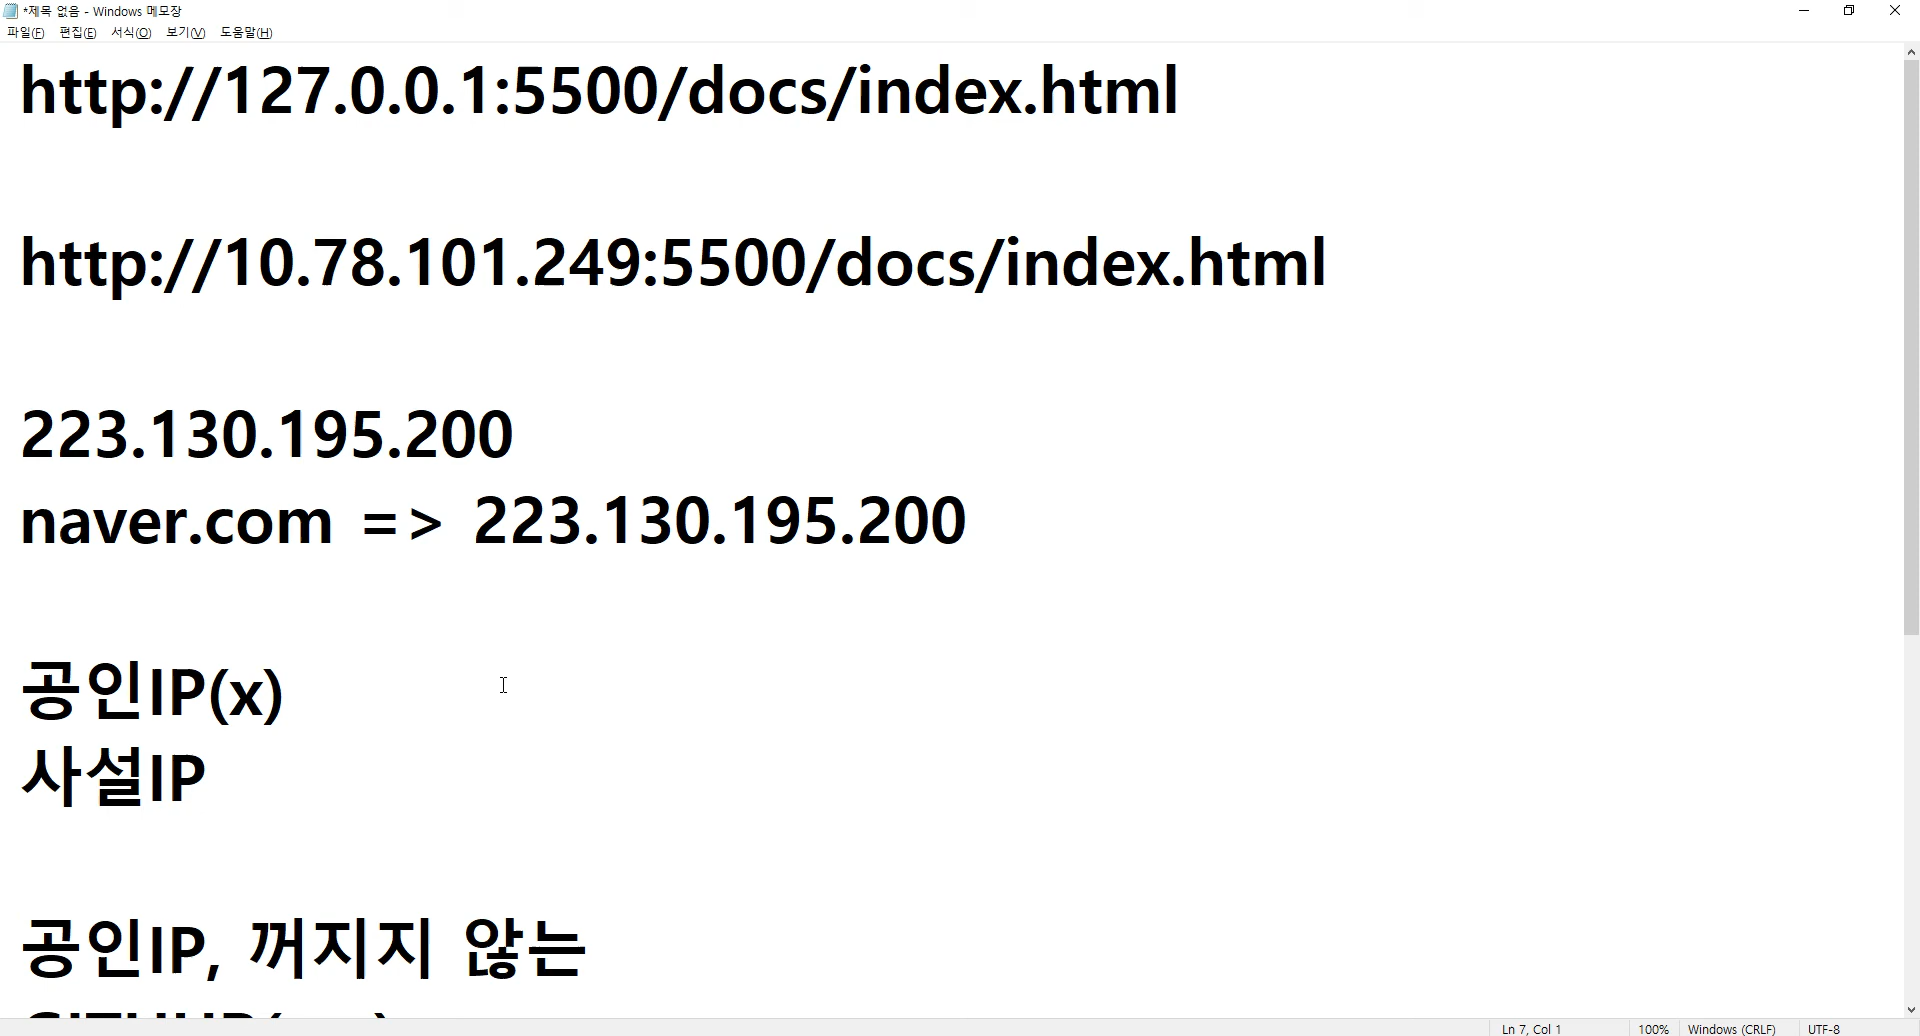 *제목 없음 - Windows 메모장
파일(F) 편집(E) 서식(O) 보기(V) 도움말(H)
http://127.0.0.1:5500/docs/index.html
http://10.78.101.249:5500/docs/index.html
223.130.195.200
naver.com => 223.130.195.200
공인IP(x)
사설IP
공인IP, 꺼지지 않는
Ln 7, Col 1 100% Windows (CRLF) UTF-8